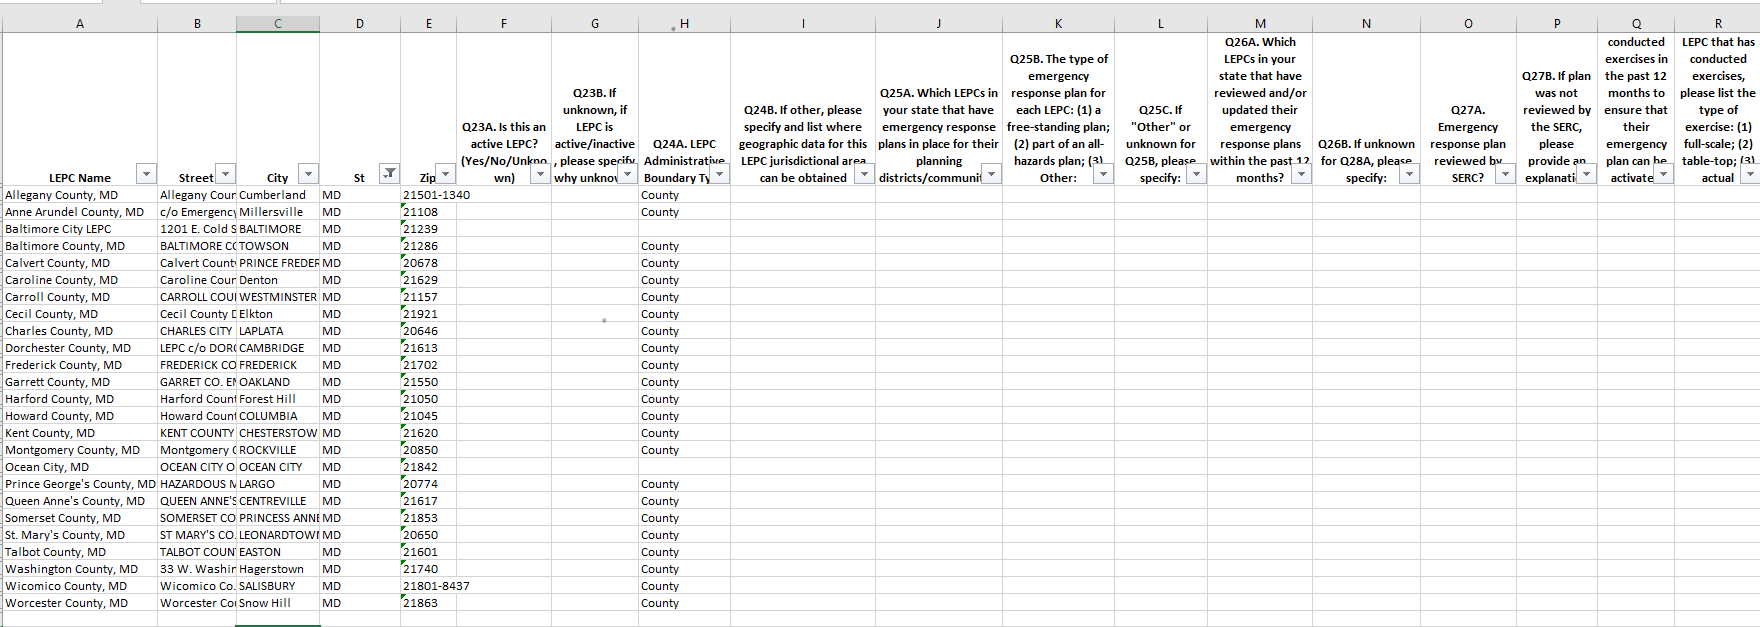 A B C D E F G H I J K L M N O P Q R
LEPC Name
Street
City
St
Zip
Q23A. Is this an
active LEPC?
(Yes/No/Unkno
wn)
Q23B. If
unknown, if
LEPC is
active/inactive
, please specify
why unknow
Q24A. LEPC
Administrative
Boundary Ty
Q24B. If other, please
specify and list where
geographic data for this
LEPC jurisdictional area
can be obtained
Q25A. Which LEPCs in
your state that have
emergency response
plans in place for their
planning
districts/communit
Q25B. The type of
emergency
response plan for
each LEPC: (1) a
free-standing plan;
(2) part of an all-
hazards plan; (3)
Other:
Q25C. If
"Other" or
unknown for
Q25B, please
specify:
Q26A. Which
LEPCs in your
state that have
reviewed and/or
updated their
emergency
response plans
within the past 12
months?
Q26B. If unknown
for Q28A, please
specify:
Q27A.
Emergency
response plan
reviewed by
SERC?
Q27B. If plan
was not
reviewed by
the SERC,
please
provide an
explanati
conducted
exercises in
the past 12
months to
ensure that
their
emergency
plan can be
activate
LEPC that has
conducted
exercises,
please list the
type of
exercise: (1)
full-scale; (2)
table-top; (3)
actual
Allegany County, MD Allegany Coun Cumberland MD 21501-1340 County
Anne Arundel County, MD c/o Emergency Millersville MD 21108 County
Baltimore City LEPC 1201 E. Cold S BALTIMORE MD 21239
Baltimore County, MD BALTIMORE CO TOWSON MD 21286 County
Calvert County, MD Calvert County PRINCE FREDER MD 20678 County
Caroline County, MD Caroline Coun Denton MD 21629 County
Carroll County, MD CARROLL COU WESTMINSTER MD 21157 County
Cecil County, MD Cecil County D Elkton MD 21921 County
Charles County, MD CHARLES CITY LAPLATA MD 20646 County
Dorchester County, MD LEPC c/o DORC CAMBRIDGE MD 21613 County
Frederick County, MD FREDERICK CO FREDERICK MD 21702 County
Garrett County, MD GARRET CO. EM OAKLAND MD 21550 County
Harford County, MD Harford Count Forest Hill MD 21050 County
Howard County, MD Howard Count COLUMBIA MD 21045 County
Kent County, MD KENT COUNTY CHESTERSTOW MD 21620 County
Montgomery County, MD Montgomery C ROCKVILLE MD 20850 County
Ocean City, MD OCEAN CITY O OCEAN CITY MD 21842
Prince George's County, MD HAZARDOUS M LARGO MD 20774 County
Queen Anne's County, MD QUEEN ANNE'S CENTREVILLE MD 21617 County
Somerset County, MD SOMERSET CO PRINCESS ANNE MD 21853 County
St. Mary's County, MD ST MARY'S CO. LEONARDTOWN MD 20650 County
Talbot County, MD TALBOT COUN EASTON MD 21601 County
Washington County, MD 33 W. Washin Hagerstown MD 21740 County
Wicomico County, MD Wicomico Co. SALISBURY MD 21801-8437 County
Worcester County, MD Worcester Cou Snow Hill MD 21863 County